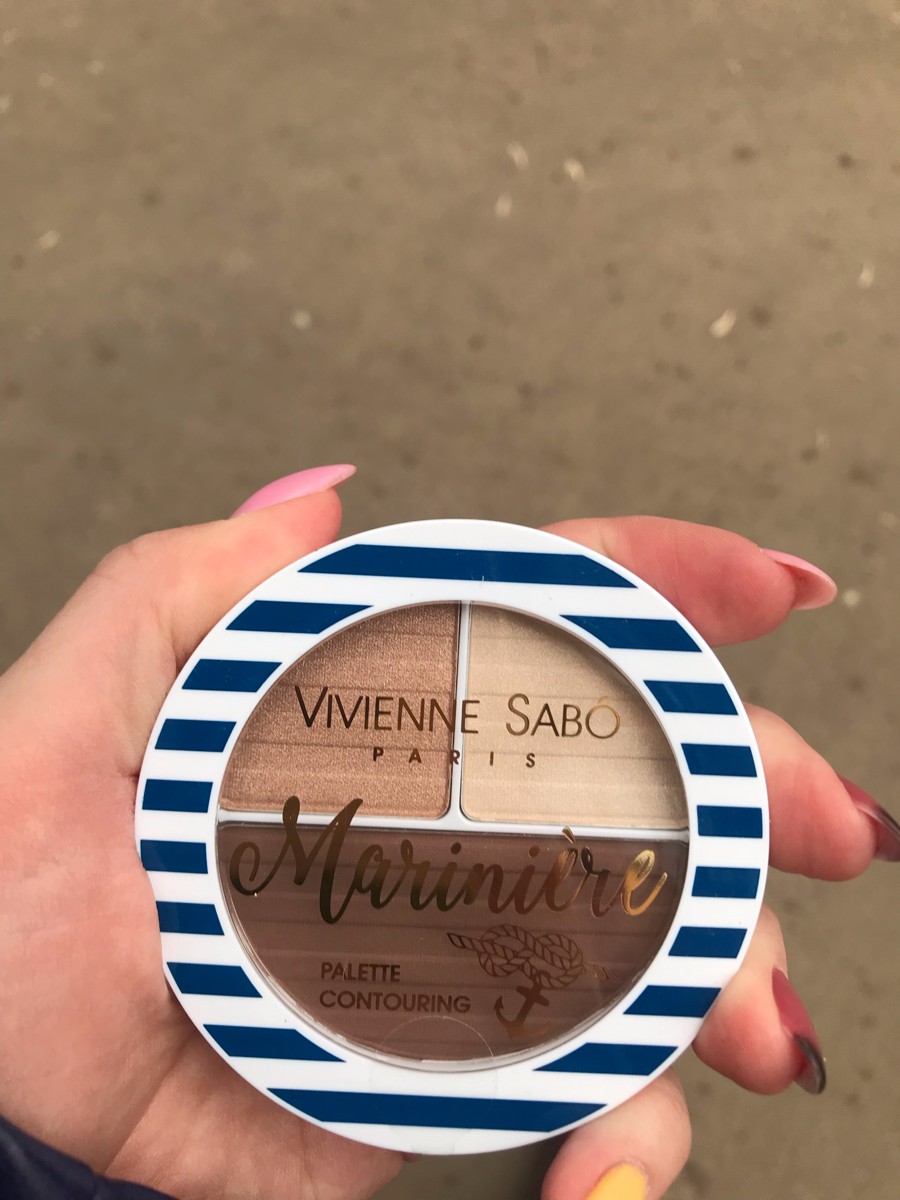 VIVIENNE SABÓ
PARIS
Marinière
PALETTE
CONTOURING